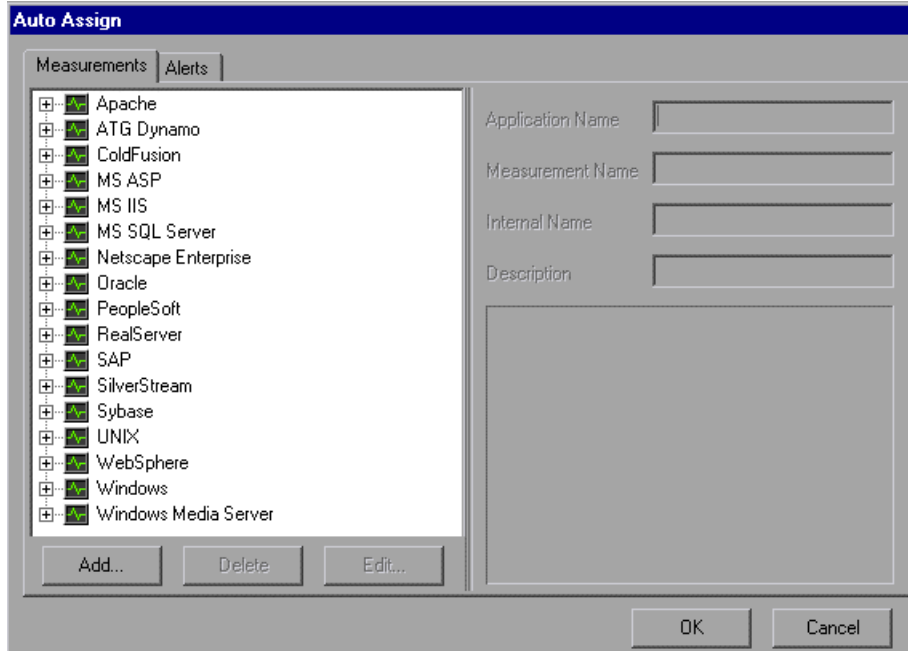 Auto Assign
Measurements
Alerts
Apache
ATG Dynamo
ColdFusion
MS ASP
MS IIS
MS SQL Server
Netscape Enterprise
Oracle
PeopleSoft
RealServer
SAP
SilverStream
Sybase
UNIX
WebSphere
Windows
Windows Media Server
Add...
Delete
Edit...
Application Name
Measurement Name
Internal Name
Description
OK
Cancel